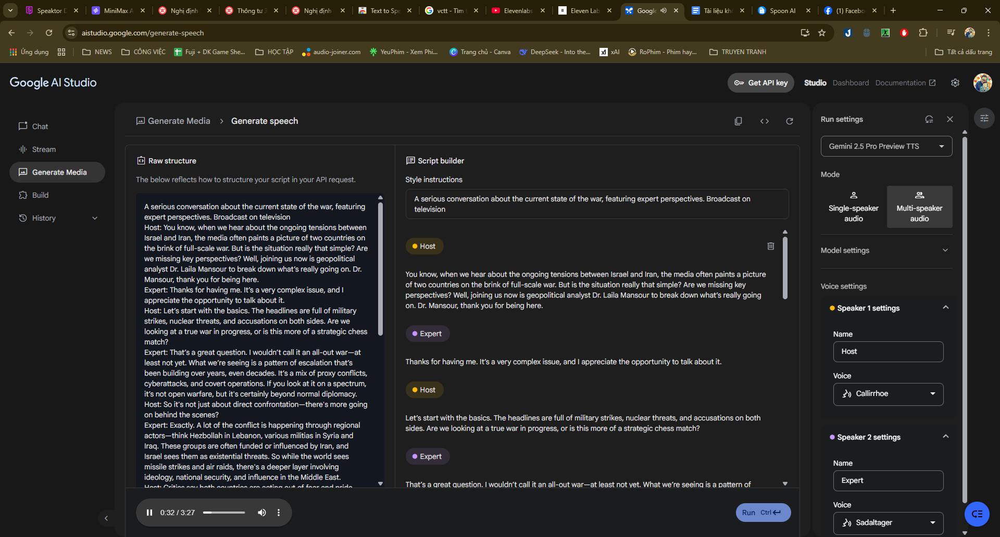 Speaktor D
MiniMax A
Nghị định
Thông tư 3
Nghị định
Text to Spe
vctt - Tìm
Elevenlabs
Eleven Lab
Google
Tài liệu kh
Spoon AI
(1) Facebo
aistudio.google.com/generate-speech
Ứng dụng
NEWS
CÔNG VIỆC
Fuji + DK Game She...
HỌC TẬP
audio-joiner.com
YeuPhim - Xem Phi...
Trang chủ - Canva
DeepSeek - Into the...
xAI
RoPhim - Phim hay...
TRUYEN TRANH
Tất cả dấu trang
Google AI Studio
Get API key
Studio
Dashboard
Documentation
Chat
Stream
Generate Media
Build
History
Generate Media > Generate speech
Raw structure
The below reflects how to structure your script in your API request.
A serious conversation about the current state of the war, featuring
expert perspectives. Broadcast on television
Host: You know, when we hear about the ongoing tensions between
Israel and Iran, the media often paints a picture of two countries on
the brink of full-scale war. But is the situation really that simple? Are
we missing key perspectives? Well, joining us now is geopolitical
analyst Dr. Laila Mansour to break down what's really going on. Dr.
Mansour, thank you for being here.
Expert: Thanks for having me. It's a very complex issue, and I
appreciate the opportunity to talk about it.
Host: Let's start with the basics. The headlines are full of military
strikes, nuclear threats, and accusations on both sides. Are we
looking at a true war in progress, or is this more of a strategic chess
match?
Expert: That's a great question. I wouldn't call it an all-out war—at
least not yet. What we're seeing is a pattern of escalation that's
been building over years, even decades. It's a mix of proxy conflicts,
cyberattacks, and covert operations. If you look at it on a spectrum,
it's not open warfare, but it's certainly beyond normal diplomacy.
Host: So it's not just about direct confrontation—there's more going
on behind the scenes?
Expert: Exactly. A lot of the conflict is happening through regional
actors—think Hezbollah in Lebanon, various militias in Syria and
Iraq. These groups are often funded or influenced by Iran, and
Israel sees them as existential threats. So while the world sees
missile strikes and air raids, there's a deeper layer involving
ideology, national security, and influence in the Middle East.
Host: Critics say both countries are acting out of fear and pride
Script builder
Style instructions
A serious conversation about the current state of the war, featuring expert perspectives. Broadcast on
television
Host
You know, when we hear about the ongoing tensions between Israel and Iran, the media often paints a picture
of two countries on the brink of full-scale war. But is the situation really that simple? Are we missing key
perspectives? Well, joining us now is geopolitical analyst Dr. Laila Mansour to break down what's really going
on. Dr. Mansour, thank you for being here.
Expert
Thanks for having me. It's a very complex issue, and I appreciate the opportunity to talk about it.
Host
Let's start with the basics. The headlines are full of military strikes, nuclear threats, and accusations on both
sides. Are we looking at a true war in progress, or is this more of a strategic chess match?
Expert
That's a great question. I wouldn't call it an all-out war—at least not yet. What we're seeing is a pattern of
0:32 / 3:27
Run Ctrl
Run settings
Gemini 2.5 Pro Preview TTS
Mode
Single-speaker
audio
Multi-speaker
audio
Model settings
Voice settings
Speaker 1 settings
Name
Host
Voice
Callirrhoe
Speaker 2 settings
Name
Expert
Voice
Sadaltager